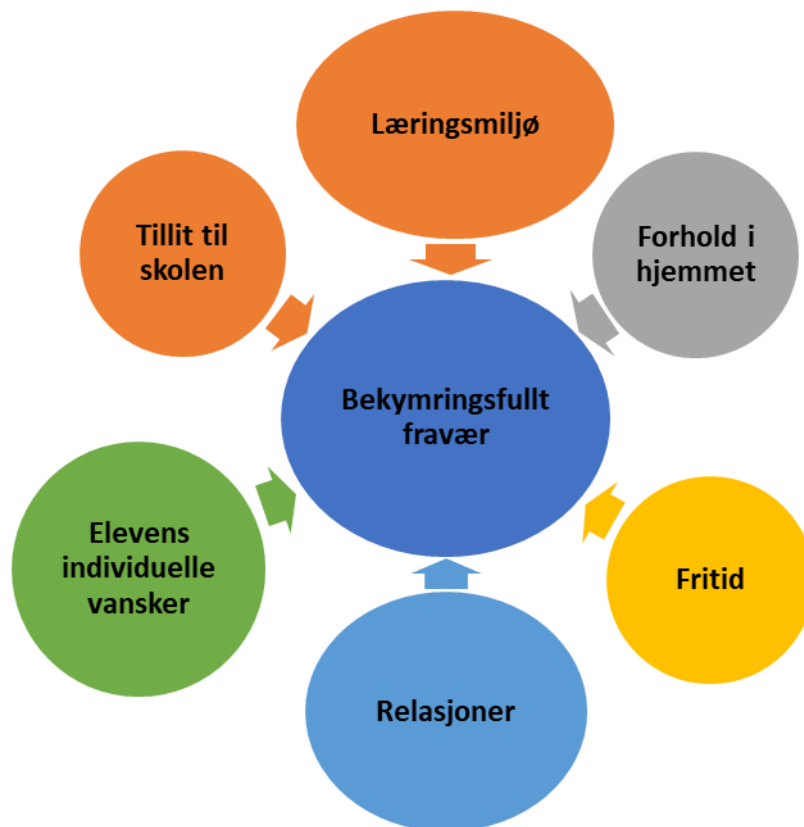 Læringsmiljø
Tillit til
skolen
Forhold i
hjemmet
Bekymringsfullt
fravær
Elevens
individuelle
vansker
Fritid
Relasjoner